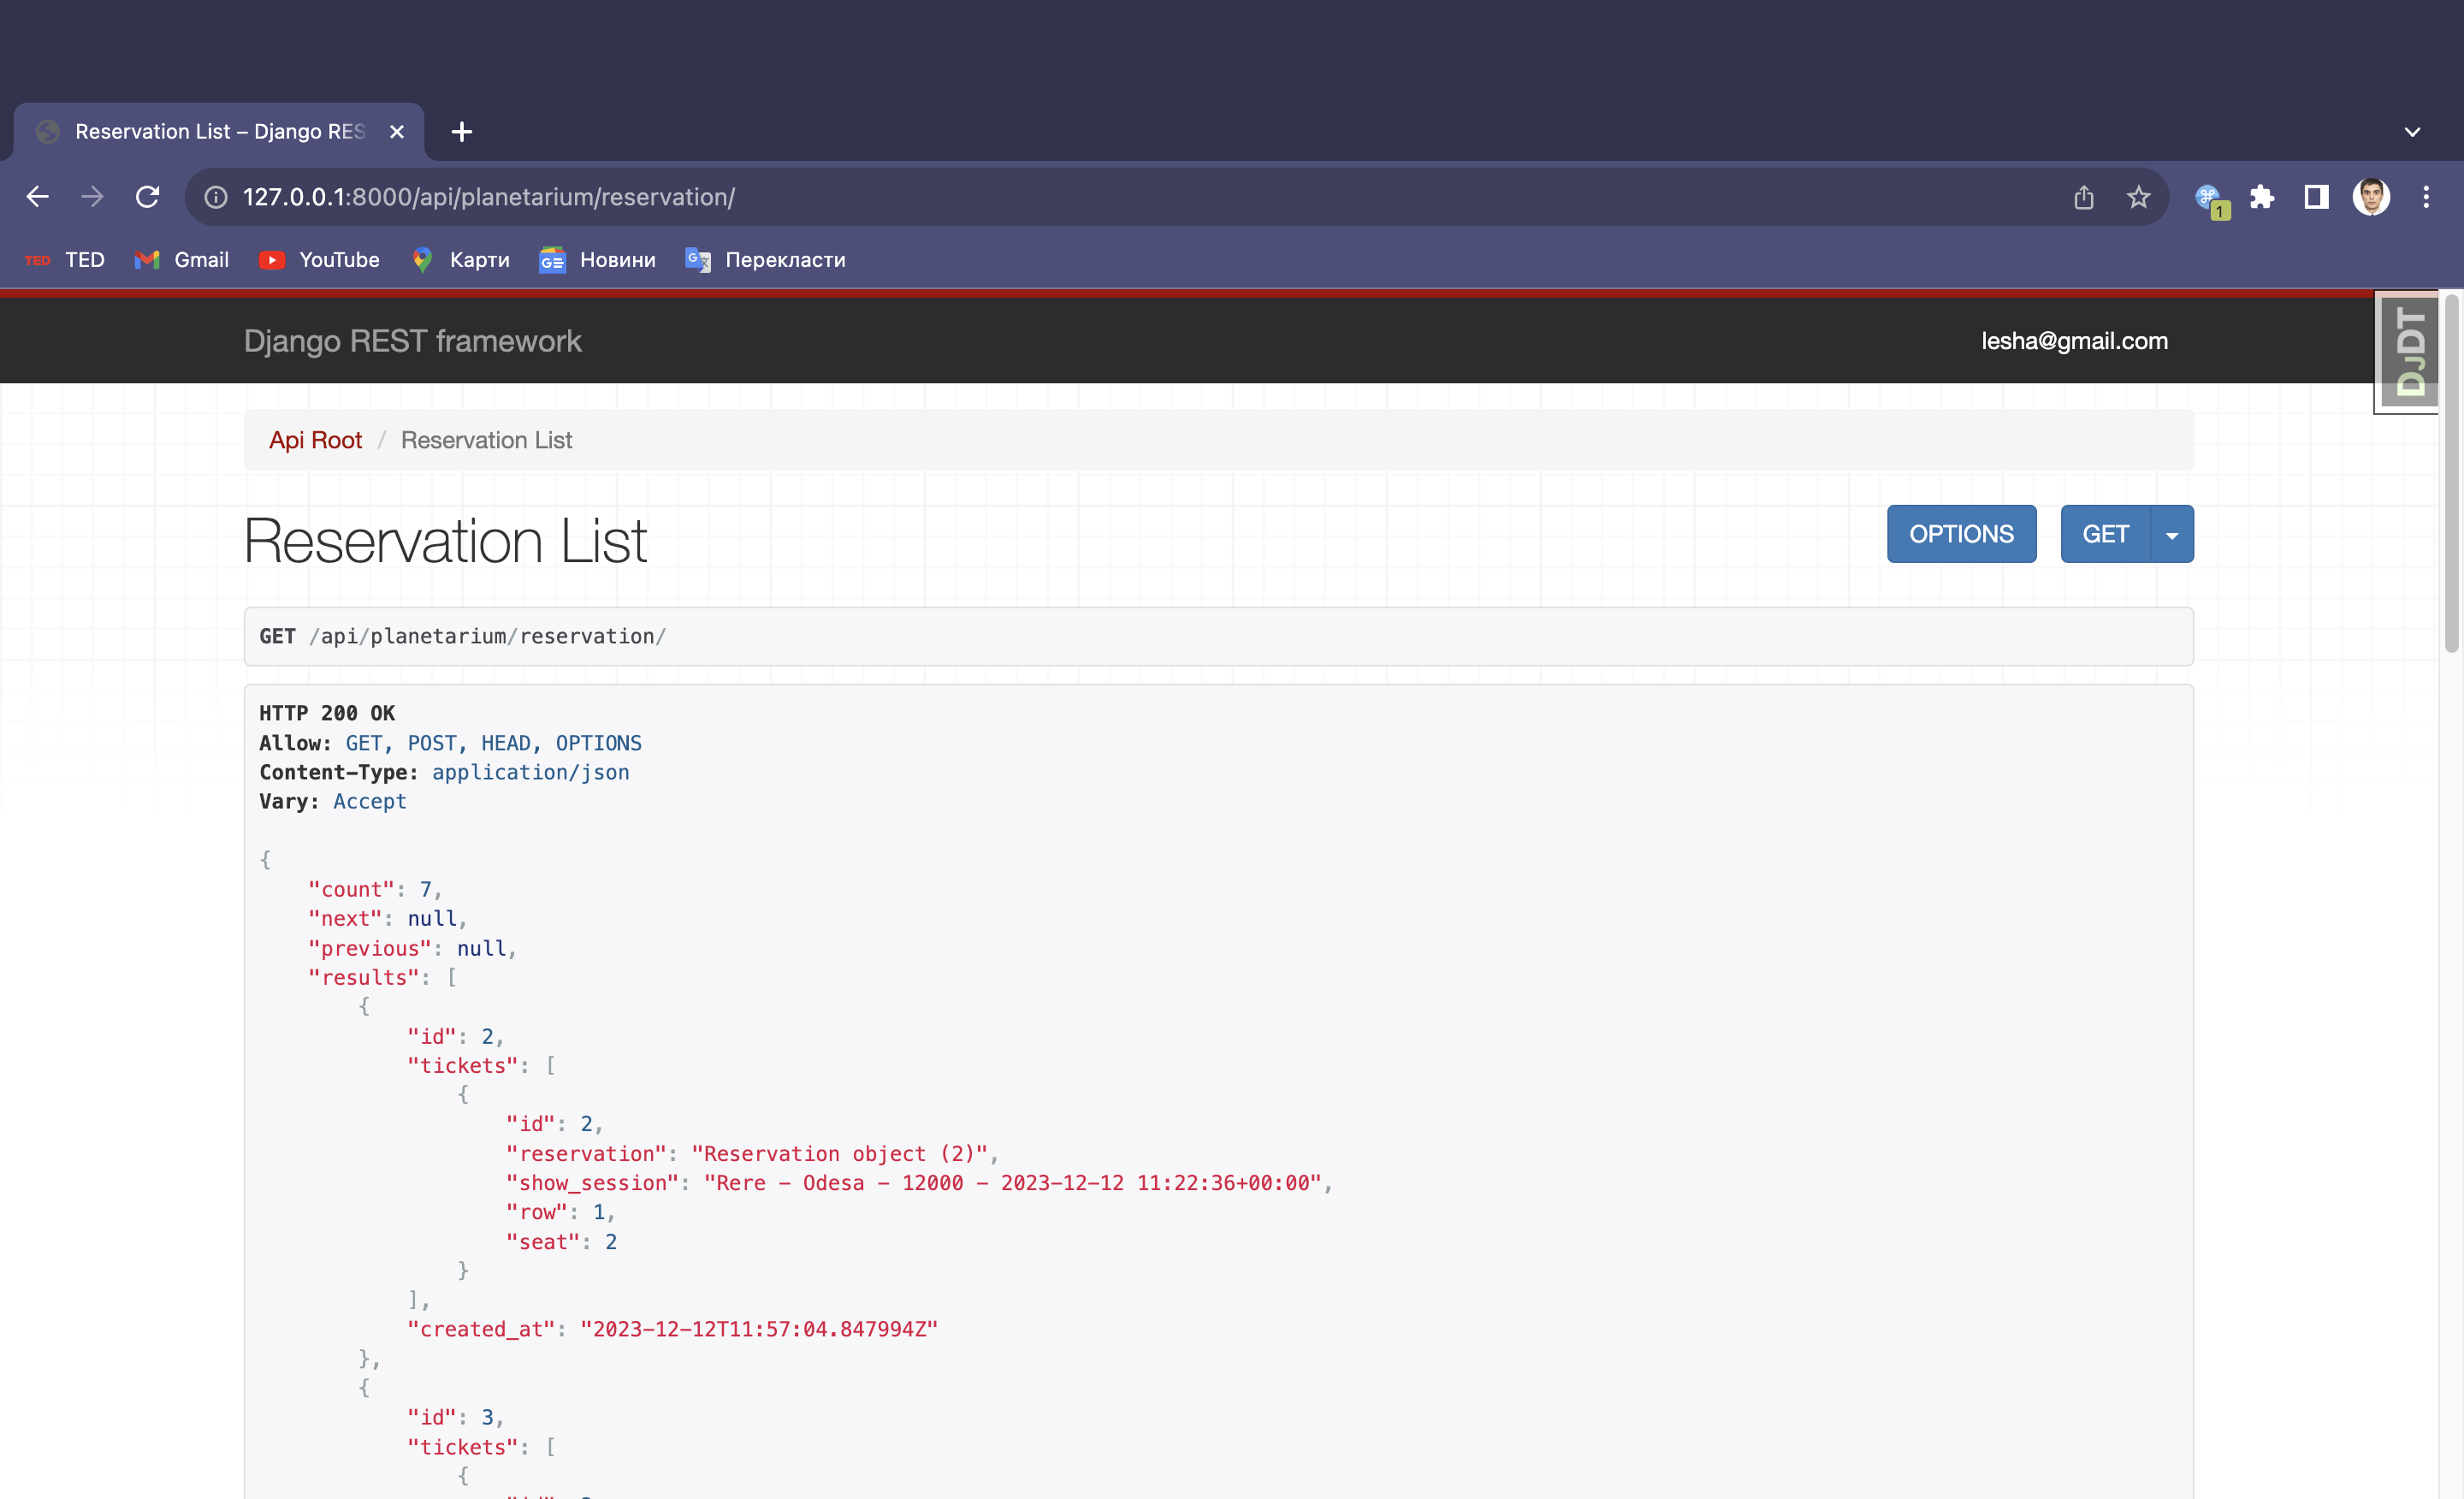 Reservation List – Django RES
127.0.0.1:8000/api/planetarium/reservation/
1
TED TED Gmail YouTube Карти GE Новини G Перекласти
Django REST framework lesha@gmail.com
DJDT
Api Root / Reservation List
Reservation List OPTIONS GET
GET /api/planetarium/reservation/
HTTP 200 OK
Allow: GET, POST, HEAD, OPTIONS
Content-Type: application/json
Vary: Accept
{
"count": 7,
"next": null,
"previous": null,
"results": [
{
"id": 2,
"tickets": [
{
"id": 2,
"reservation": "Reservation object (2)",
"show_session": "Rere - Odesa - 12000 - 2023-12-12 11:22:36+00:00",
"row": 1,
"seat": 2
}
],
"created_at": "2023-12-12T11:57:04.847994Z"
},
{
"id": 3,
"tickets": [
{